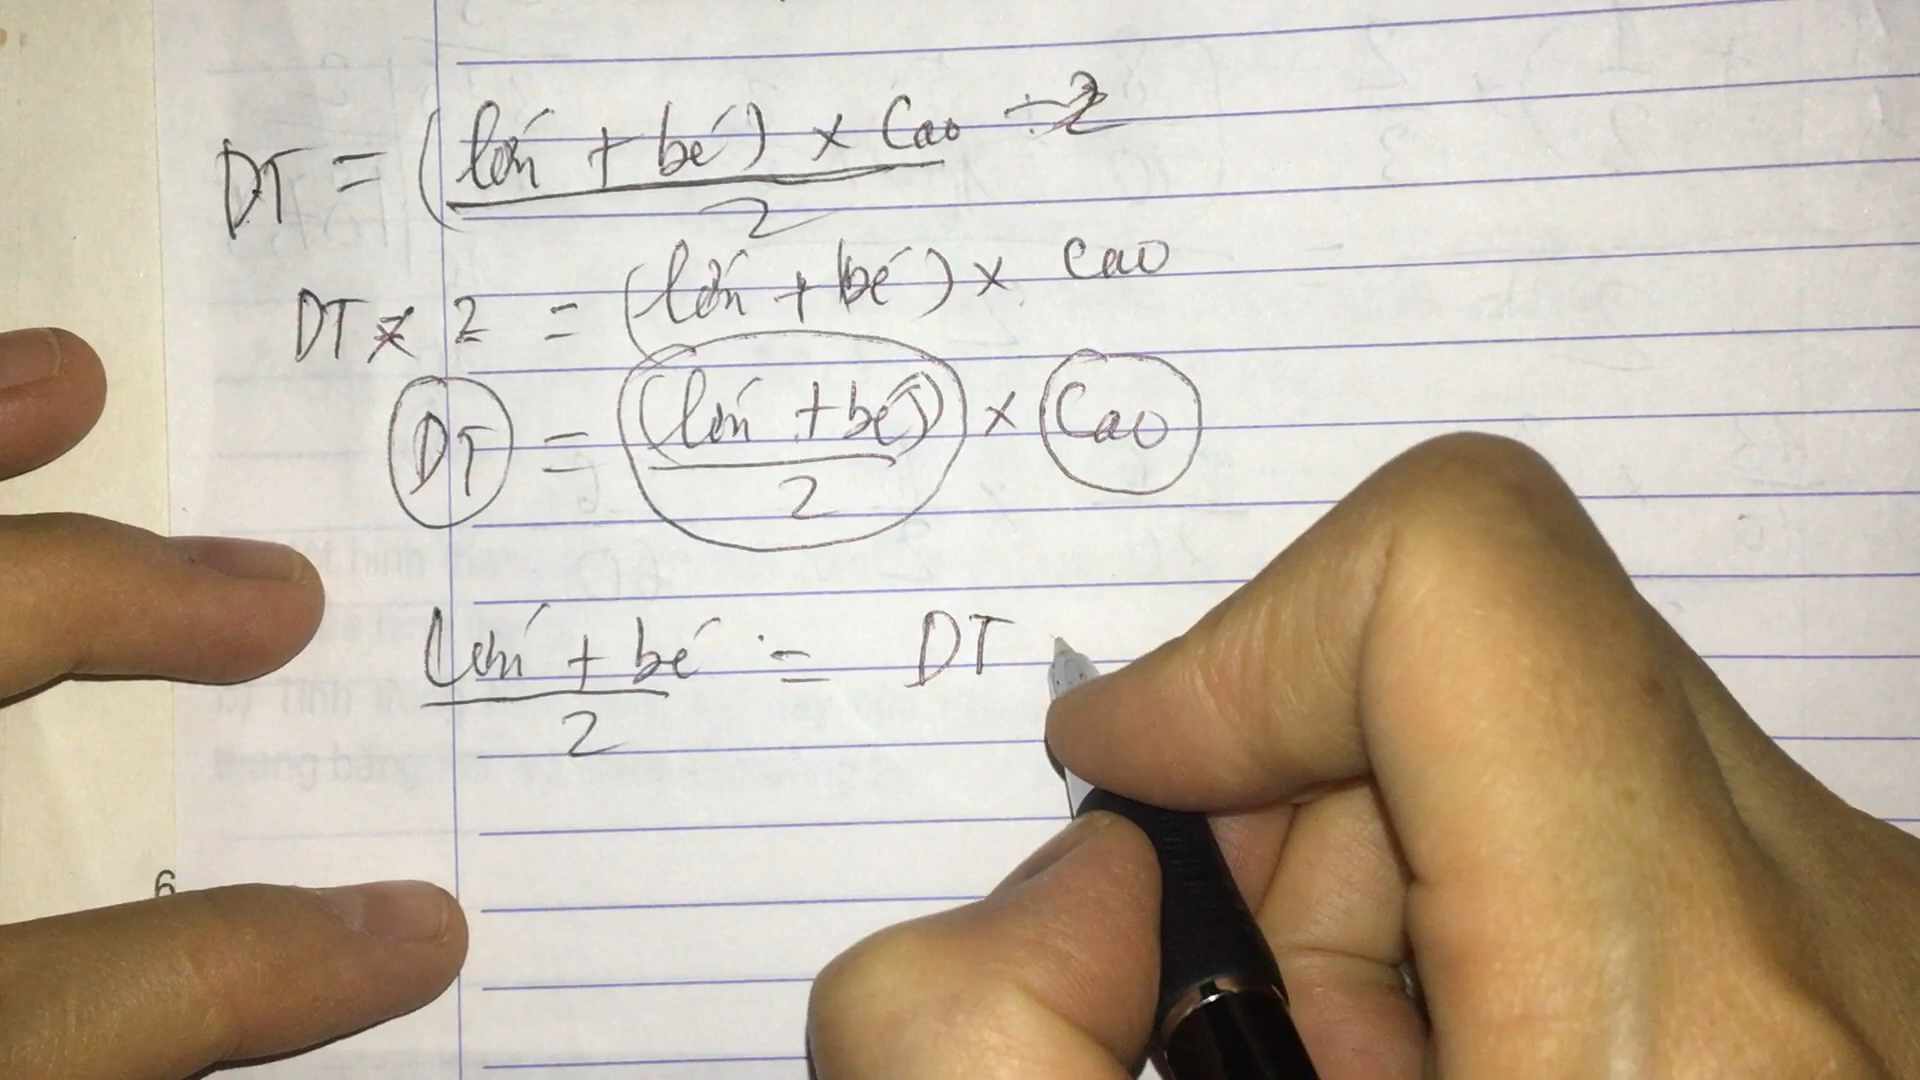 DT = (lớn + bé) x Cao ÷ 2
2
DT x 2 = (lớn + bé) x cao
DT = (lớn + bé) x Cao
2
lớn + bé = DT
2
6